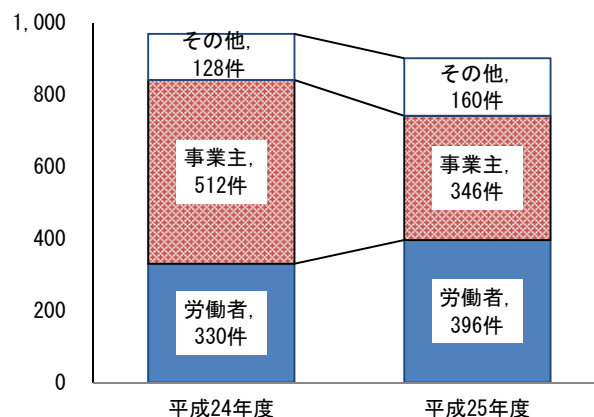 1,000
800
600
400
200
0
その他,
128件
事業主,
512件
労働者,
330件
その他,
160件
事業主,
346件
労働者,
396件
平成24年度
平成25年度